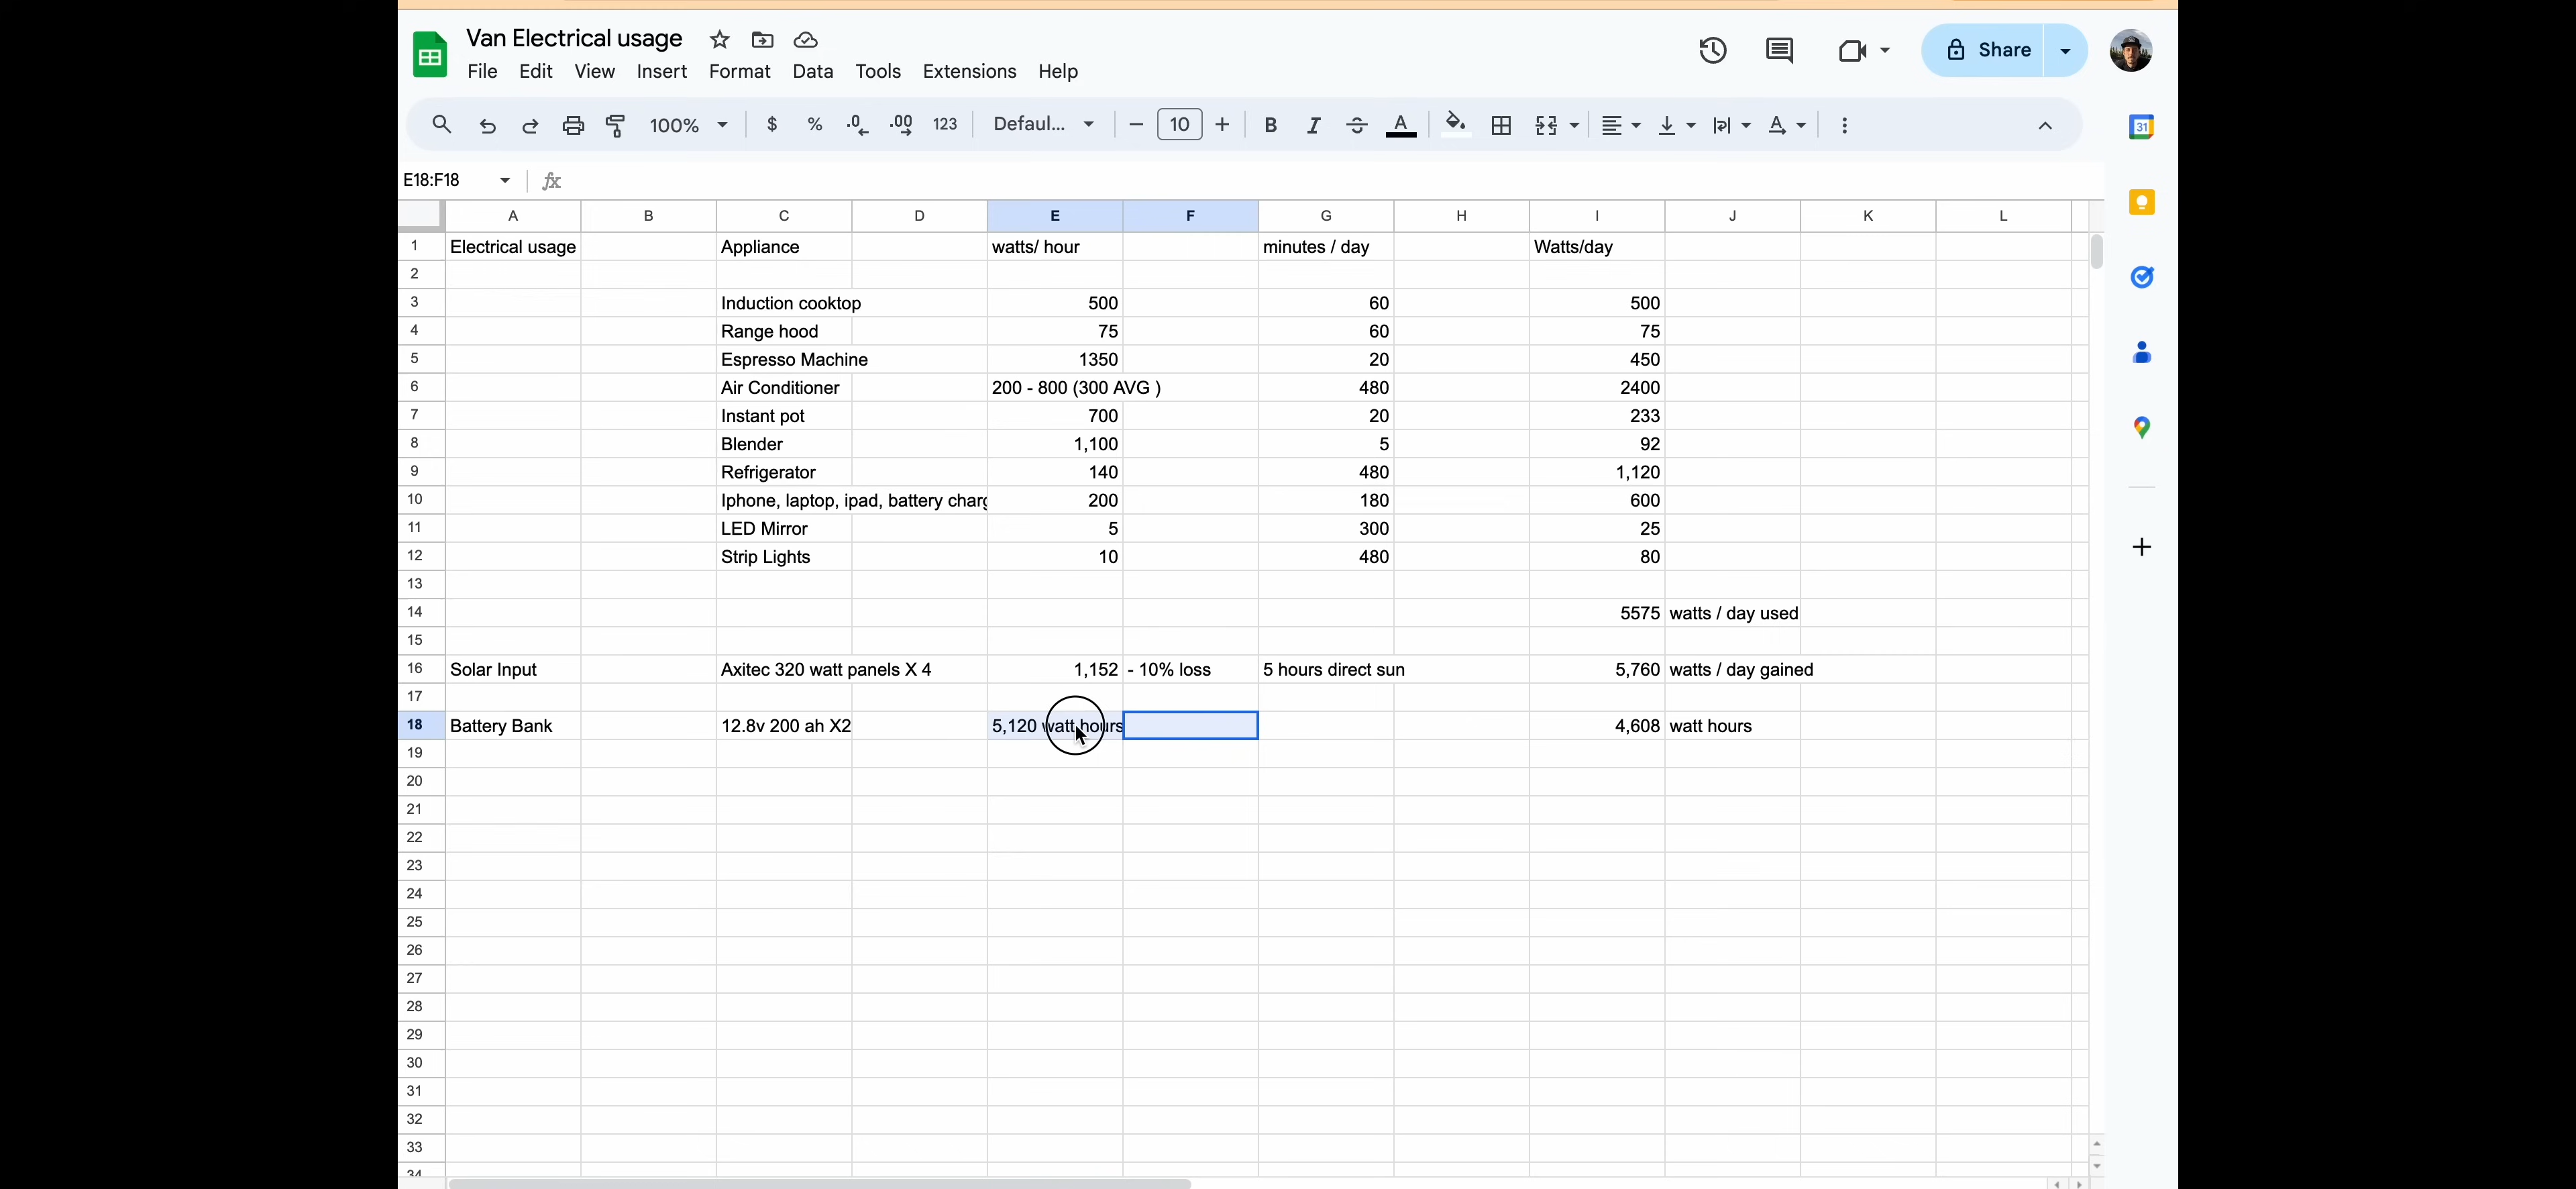 Van Electrical usage
File Edit View Insert Format Data Tools Extensions Help
Share
100% $ % .0 .00 123 Defaul... 10 B I A A
31
E18:F18 fx
A B C D E F G H I J K L
1 Electrical usage Appliance watts/ hour minutes / day Watts/day
2
3 Induction cooktop 500 60 500
4 Range hood 75 60 75
5 Espresso Machine 1350 20 450
6 Air Conditioner 200 - 800 (300 AVG ) 480 2400
7 Instant pot 700 20 233
8 Blender 1,100 5 92
9 Refrigerator 140 480 1,120
10 Iphone, laptop, ipad, battery charg 200 180 600
11 LED Mirror 5 300 25
12 Strip Lights 10 480 80
13
14 5575 watts / day used
15
16 Solar Input Axitec 320 watt panels X 4 1,152 - 10% loss 5 hours direct sun 5,760 watts / day gained
17
18 Battery Bank 12.8v 200 ah X2 5,120 watt hours 4,608 watt hours
19
20
21
22
23
24
25
26
27
28
29
30
31
32
33
34